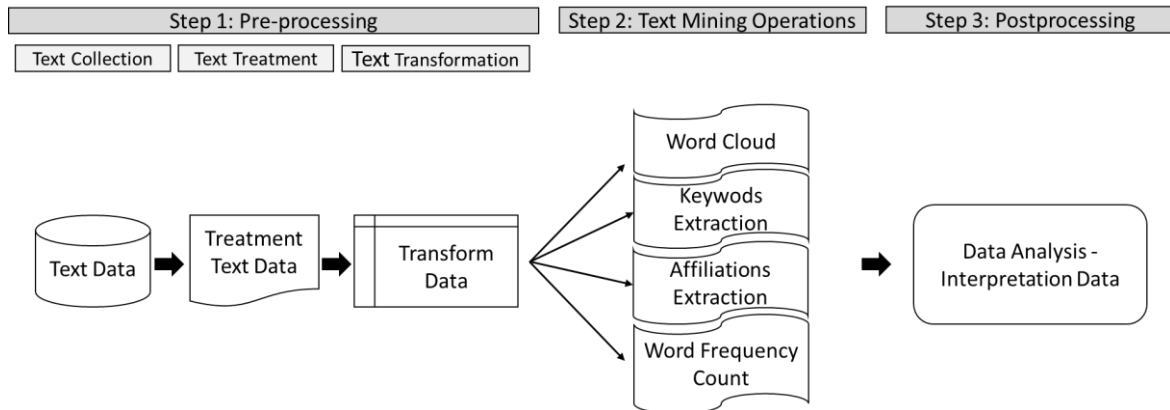 Step 1: Pre-processing
Step 2: Text Mining Operations
Step 3: Postprocessing
Text Collection
Text Treatment
Text Transformation
Text Data
Treatment
Text Data
Transform
Data
Word Cloud
Keywods
Extraction
Affiliations
Extraction
Word Frequency
Count
Data Analysis -
Interpretation Data